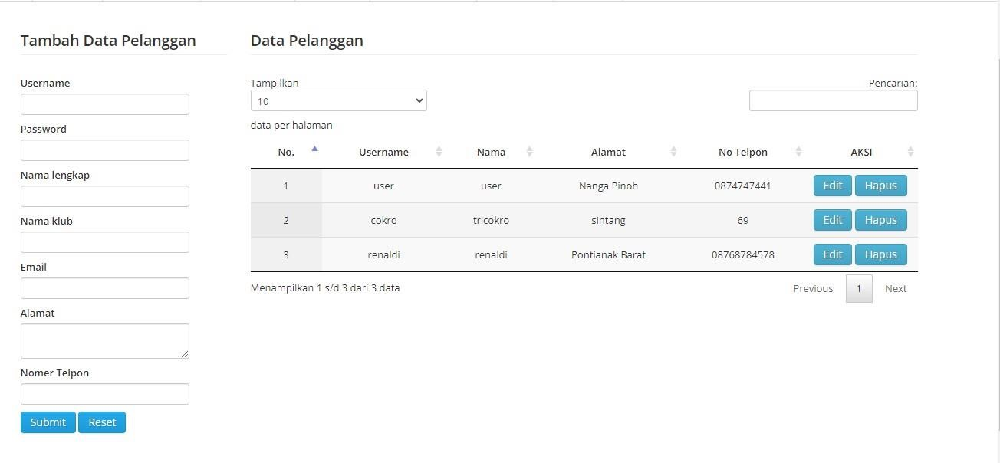 Tambah Data Pelanggan
Username
Password
Nama lengkap
Nama klub
Email
Alamat
Nomer Telpon
Submit Reset
Data Pelanggan
Tampilkan
10
data per halaman
Pencarian:
No. Username Nama Alamat No Telpon AKSI
1 user user Nanga Pinoh 0874747441 Edit Hapus
2 cokro tricokro sintang 69 Edit Hapus
3 renaldi renaldi Pontianak Barat 08768784578 Edit Hapus
Menampilkan 1 s/d 3 dari 3 data
Previous 1 Next